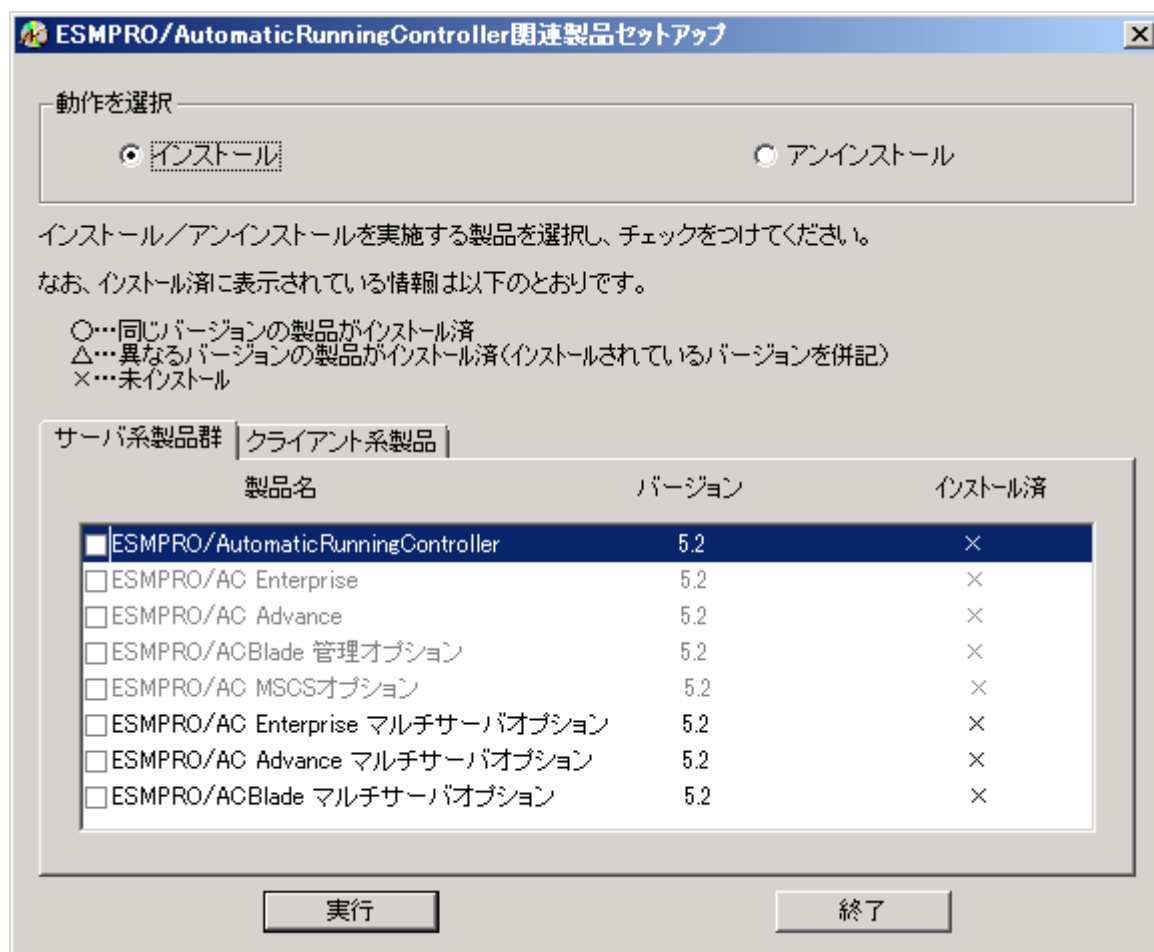 ESMPRO/AutomaticRunningController関連製品セットアップ
動作を選択
インストール アンインストール
インストール／アンインストールを実施する製品を選択し、チェックをつけてください。
なお、インストール済に表示されている情報は以下のとおりです。
○…同じバージョンの製品がインストール済
△…異なるバージョンの製品がインストール済(インストールされているバージョンを併記)
×…未インストール
サーバ系製品群 クライアント系製品
製品名 バージョン インストール済
ESMPRO/AutomaticRunningController 5.2 ×
ESMPRO/AC Enterprise 5.2 ×
ESMPRO/AC Advance 5.2 ×
ESMPRO/ACBlade 管理オプション 5.2 ×
ESMPRO/AC MSCSオプション 5.2 ×
ESMPRO/AC Enterprise マルチサーバオプション 5.2 ×
ESMPRO/AC Advance マルチサーバオプション 5.2 ×
ESMPRO/ACBlade マルチサーバオプション 5.2 ×
実行 終了